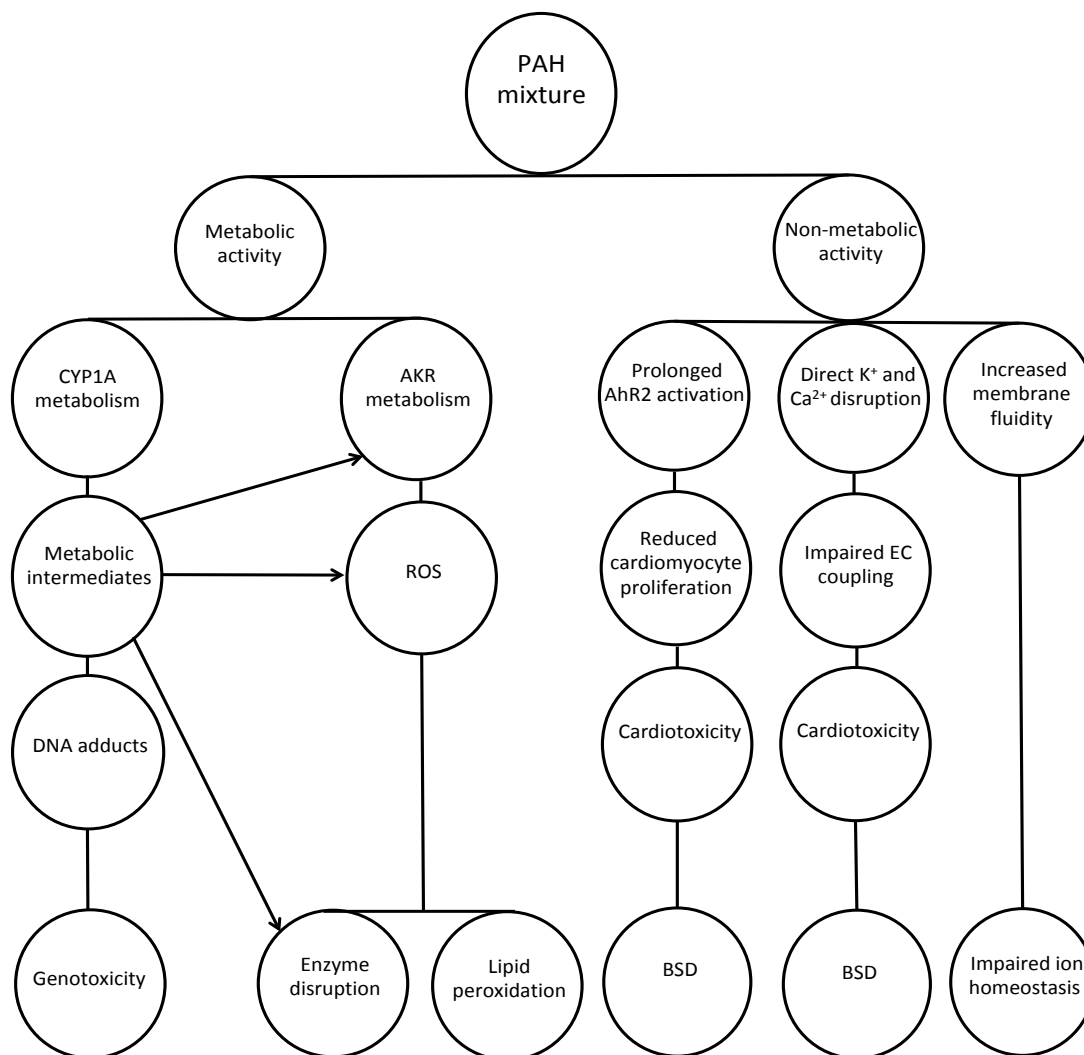 PAH
mixture
Metabolic
activity
Non-metabolic
activity
CYP1A
metabolism
AKR
metabolism
Prolonged
AhR2 activation
Direct K⁺ and
Ca²⁺ disruption
Increased
membrane
fluidity
Metabolic
intermediates
ROS
Reduced
cardiomyocyte
proliferation
Impaired EC
coupling
DNA adducts
Cardiotoxicity
Cardiotoxicity
Genotoxicity
Enzyme
disruption
Lipid
peroxidation
BSD
BSD
Impaired ion
homeostasis